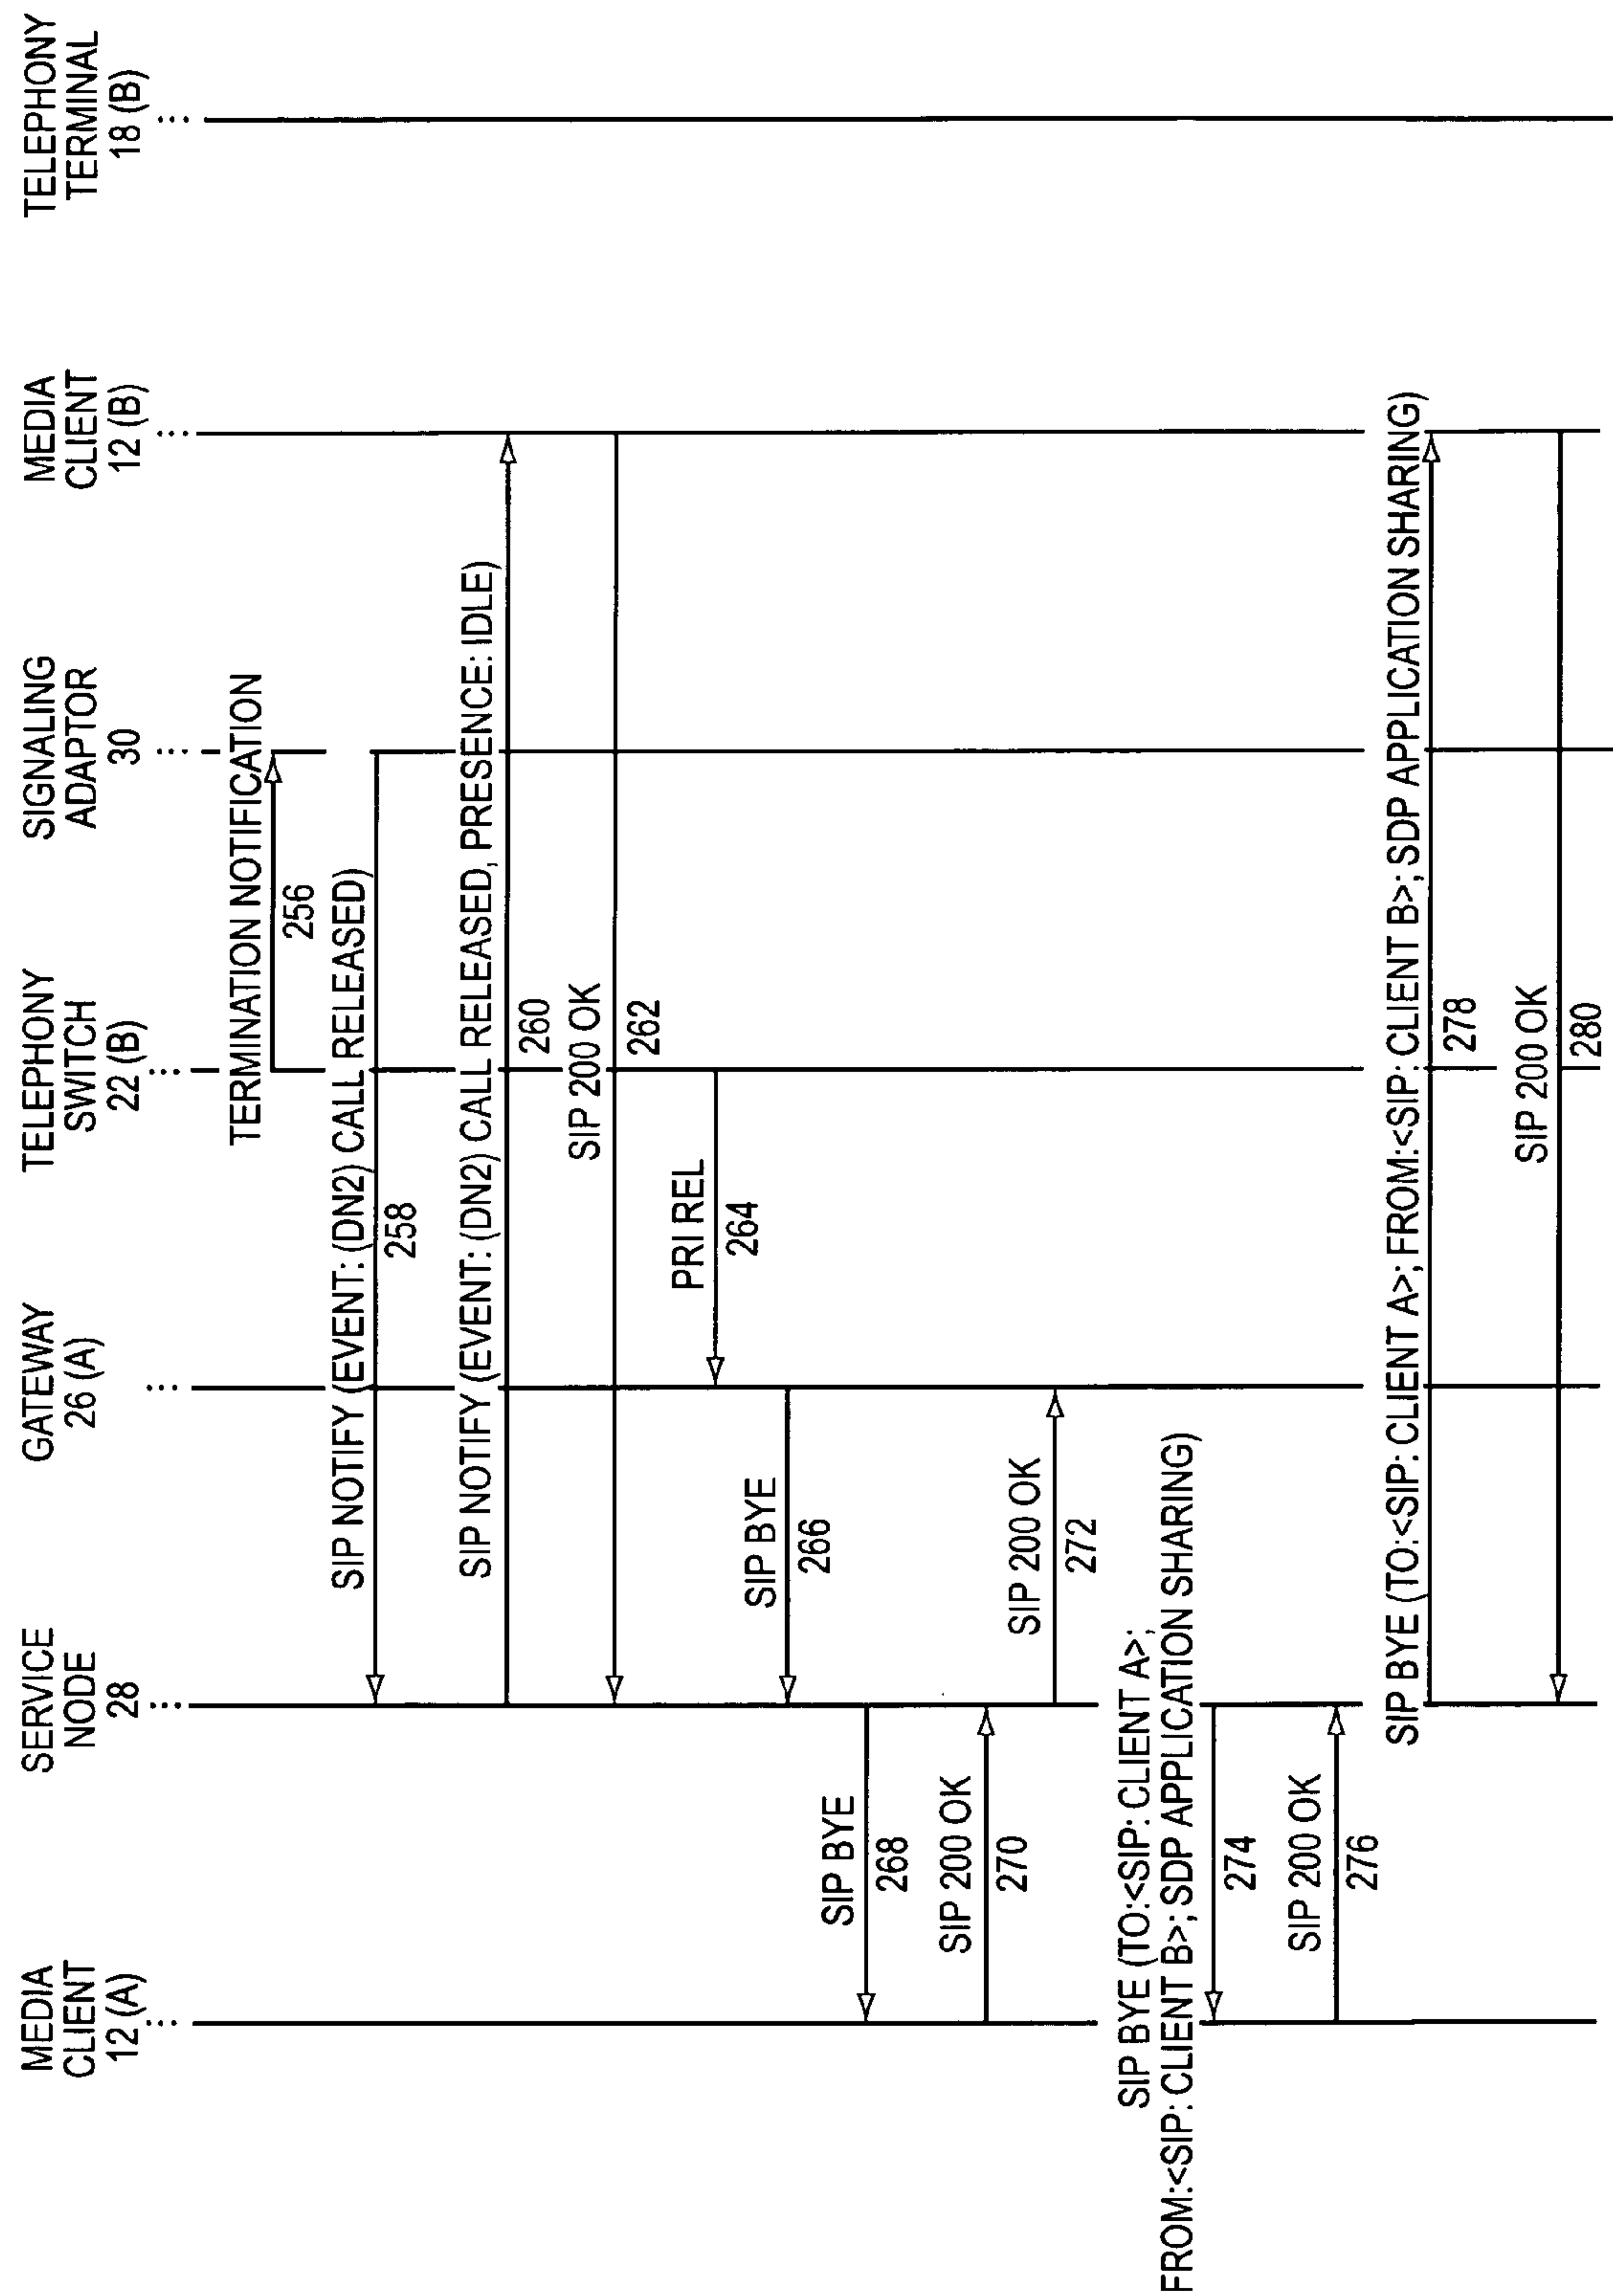 MEDIA
CLIENT
12 (A)
SERVICE
NODE
28
GATEWAY
26 (A)
TELEPHONY
SWITCH
22 (B)
SIGNALING
ADAPTOR
30
MEDIA
CLIENT
12 (B)
TELEPHONY
TERMINAL
18 (B)
TERMINATION NOTIFICATION
256
SIP NOTIFY (EVENT: (DN2) CALL RELEASED)
258
SIP NOTIFY (EVENT: (DN2) CALL RELEASED, PRESENCE: IDLE)
260
SIP 200 OK
262
PRI REL
264
SIP BYE
266
SIP BYE
268
SIP 200 OK
270
SIP 200 OK
272
SIP BYE (TO:<SIP: CLIENT A>;
FROM:<SIP: CLIENT B>; SDP APPLICATION SHARING)
274
SIP 200 OK
276
SIP BYE (TO:<SIP: CLIENT A>; FROM:<SIP: CLIENT B>; SDP APPLICATION SHARING)
278
SIP 200 OK
280